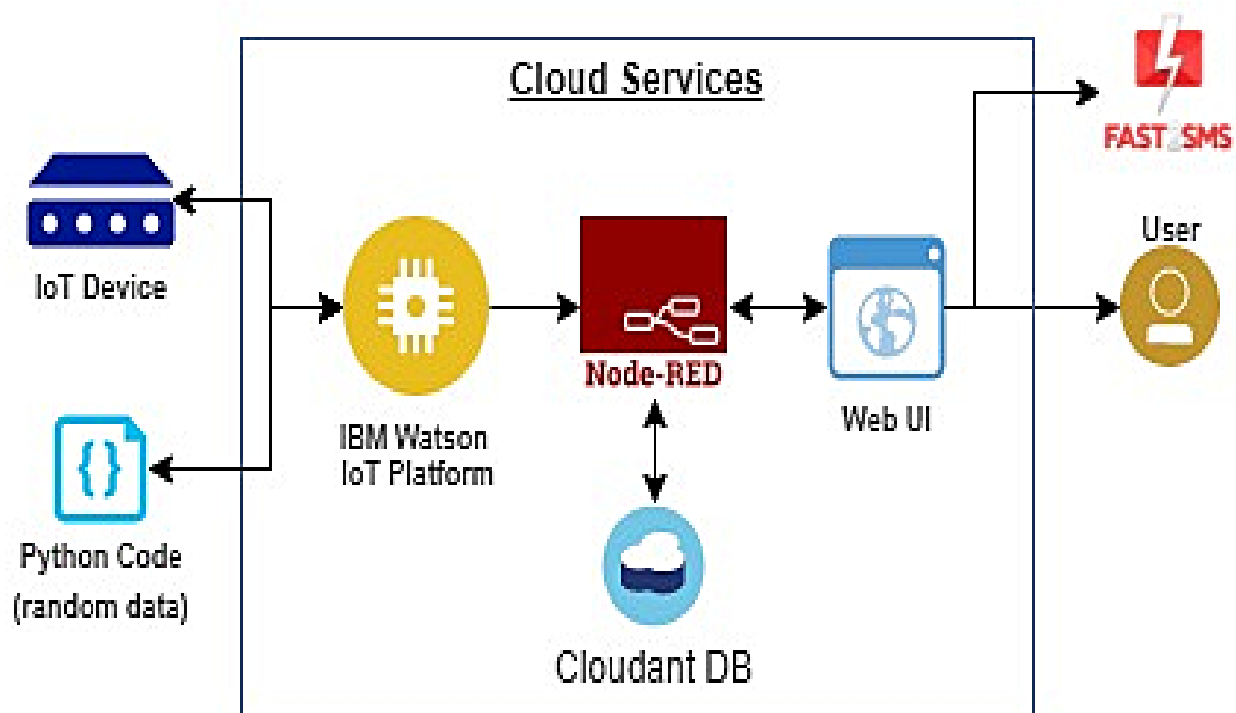 Cloud Services
FAST2SMS
User
IoT Device
Node-RED
Web UI
IBM Watson
IoT Platform
Python Code
(random data)
{ }
Cloudant DB